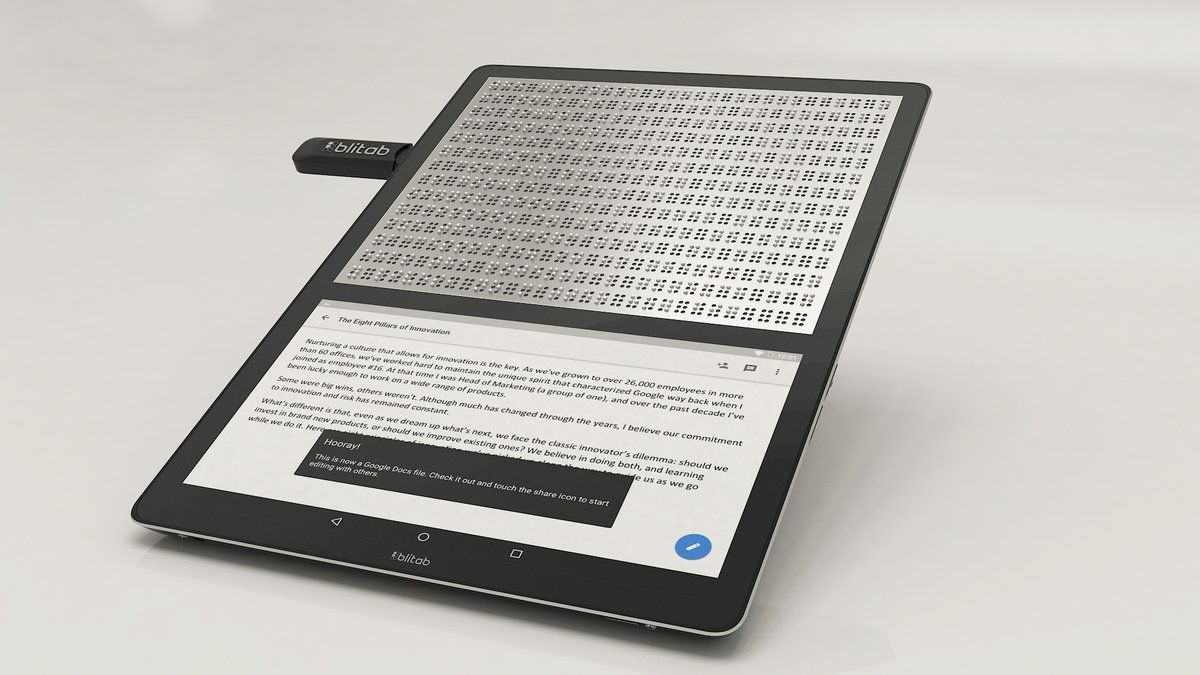 blitab
The Eight Pillars of Innovation
12:01
Nurturing a culture that allows for innovation is the key. As we've grown to over 26,000 employees in more
than 60 offices, we've worked hard to maintain the unique spirit that characterized Google way back when I
joined as employee #16. At that time I was Head of Marketing (a group of one), and over the past decade I've
been lucky enough to work on a wide range of products.
Some were big wins, others weren't. Although much has changed through the years, I believe our commitment
to innovation and risk has remained constant.
What's different is that, even as we dream up what's next, we face the classic innovator's dilemma: should we
invest in brand new products, or should we improve existing ones? We believe in doing both, and learning
while we do it. us as we go
Hooray!
This is now a Google Docs file. Check it out and touch the share icon to start
editing with others.
blitab